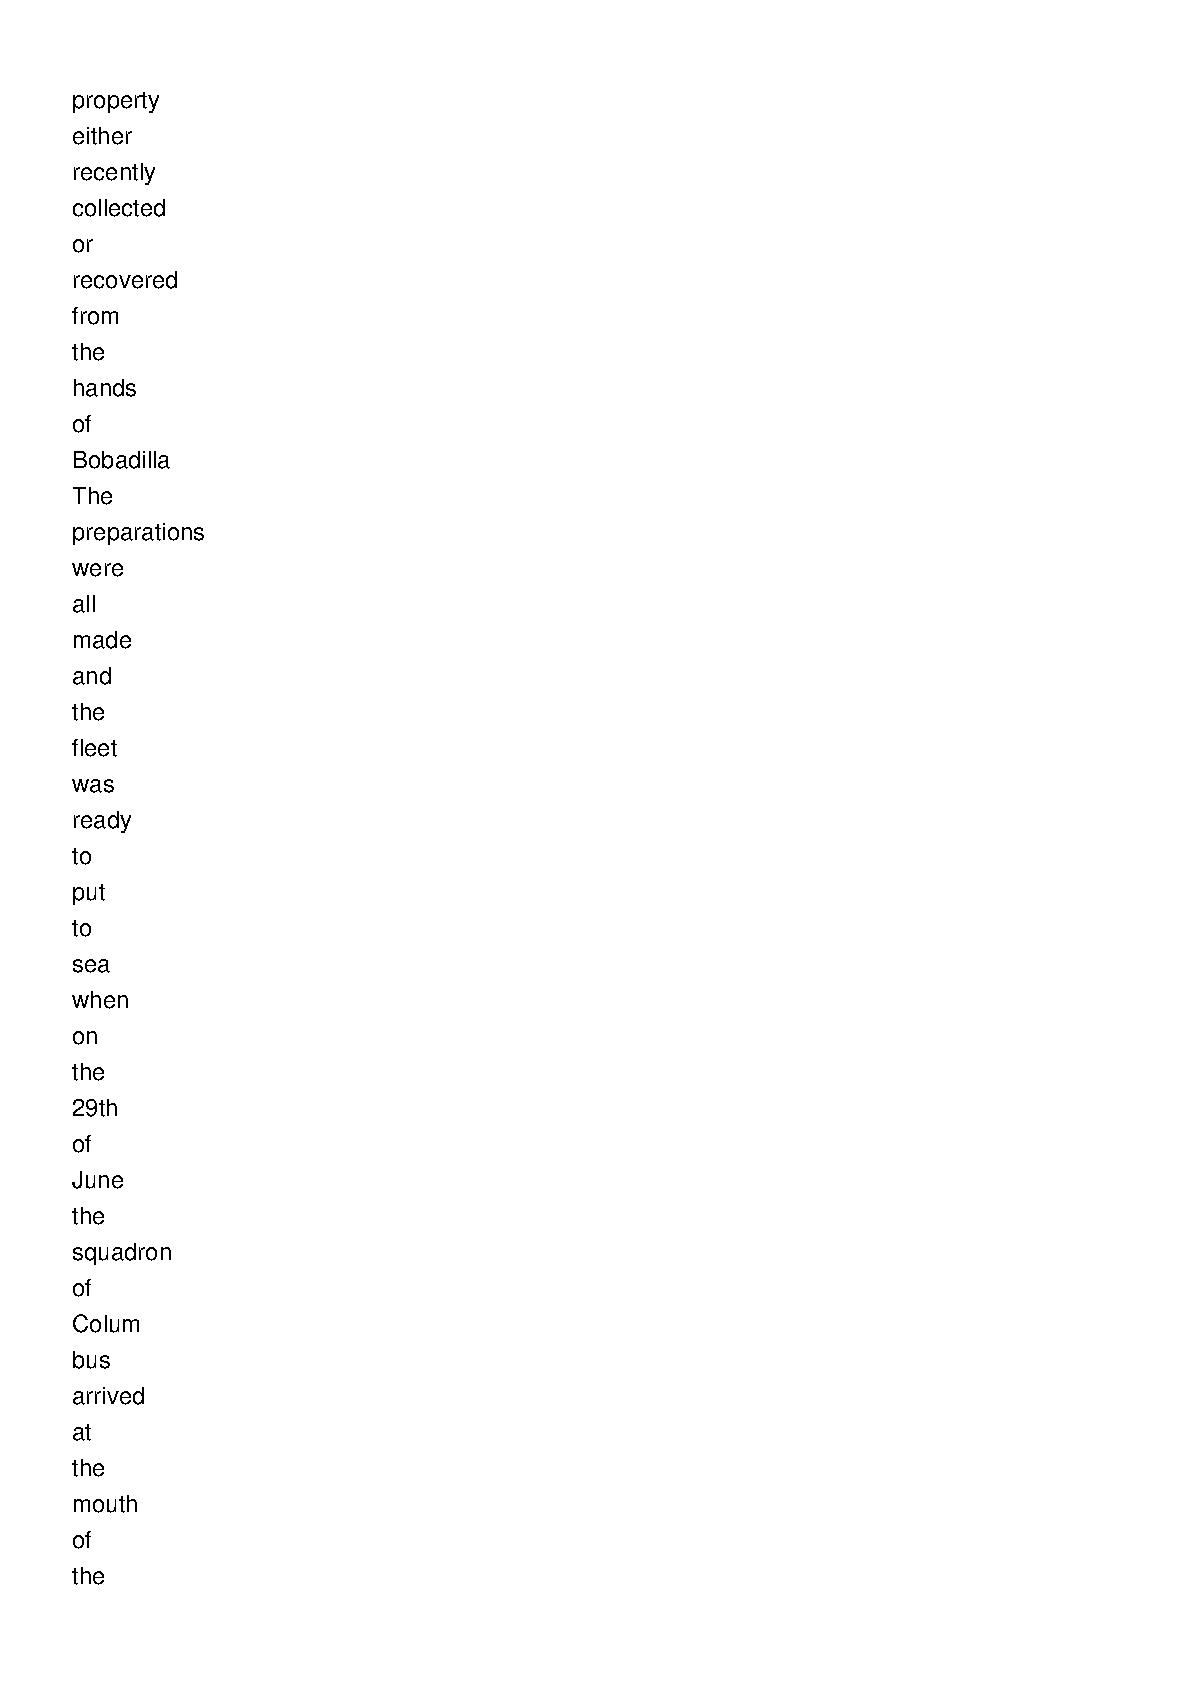 property
either
recently
collected
or
recovered
from
the
hands
of
Bobadilla
The
preparations
were
all
made
and
the
fleet
was
ready
to
put
to
sea
when
on
the
29th
of
June
the
squadron
of
Colum
bus
arrived
at
the
mouth
of
the